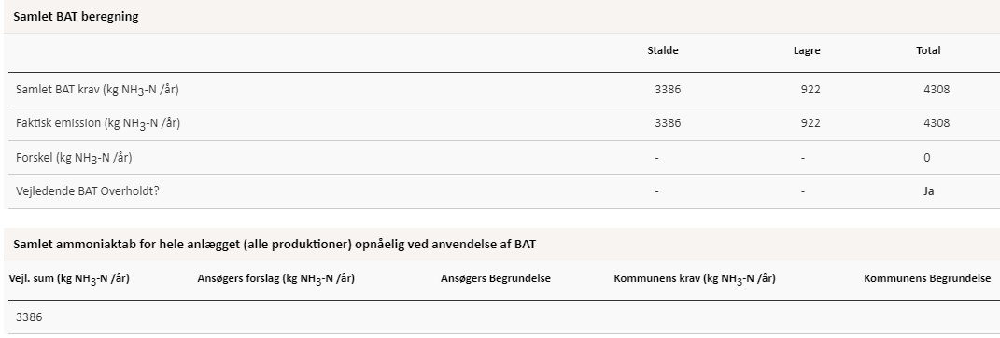 Samlet BAT beregning
Stalde Lagre Total
Samlet BAT krav (kg NH3-N /år) 3386 922 4308
Faktisk emission (kg NH3-N /år) 3386 922 4308
Forskel (kg NH3-N /år) - - 0
Vejledende BAT Overholdt? - - Ja
Samlet ammoniaktab for hele anlægget (alle produktioner) opnåelig ved anvendelse af BAT
Vejl. sum (kg NH3-N /år) Ansøgers forslag (kg NH3-N /år) Ansøgers Begrundelse Kommunens krav (kg NH3-N /år) Kommunens Begrundelse
3386